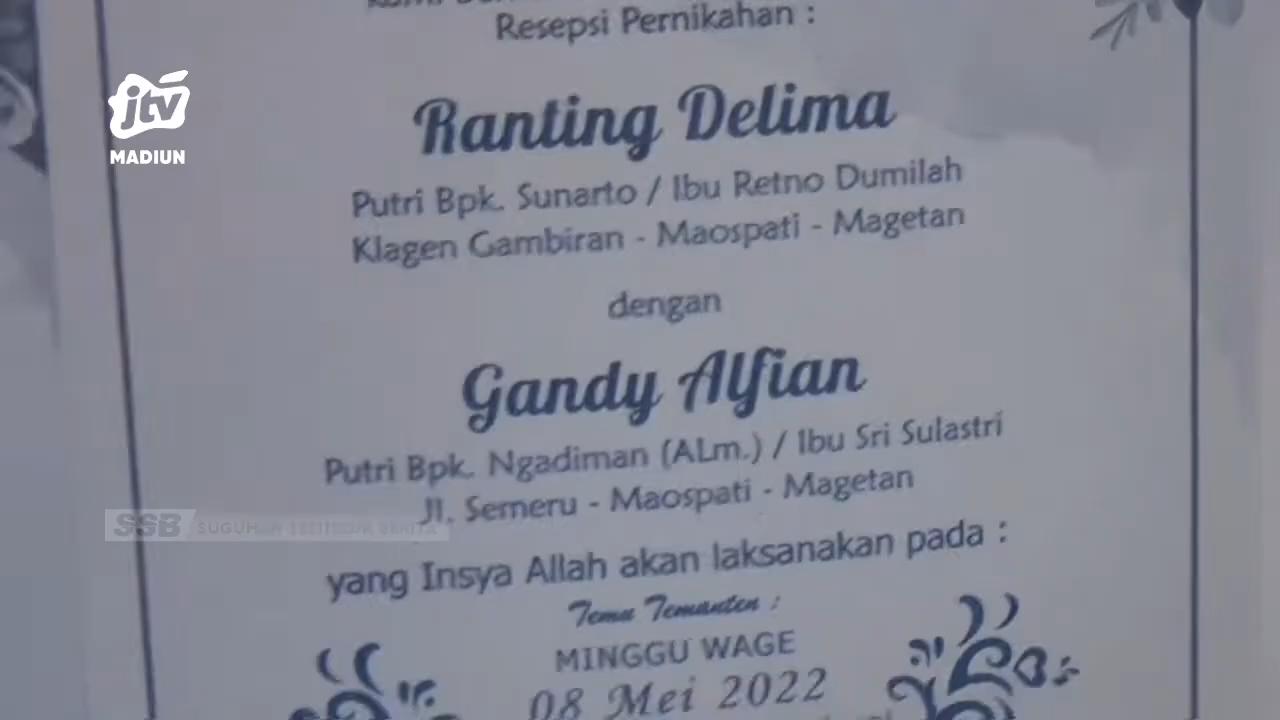 Resepsi Pernikahan :
jtv
MADIUN
Ranting Delima
Putri Bpk. Sunarto / Ibu Retno Dumilah
Klagen Gambiran - Maospati - Magetan
dengan
Gandy Alfian
Putri Bpk. Ngadiman (ALm.) / Ibu Sri Sulastri
Jl. Semeru - Maospati - Magetan
SSB SUGUHAN
yang Insya Allah akan laksanakan pada :
Temu Temanten :
MINGGU WAGE
08 Mei 2022